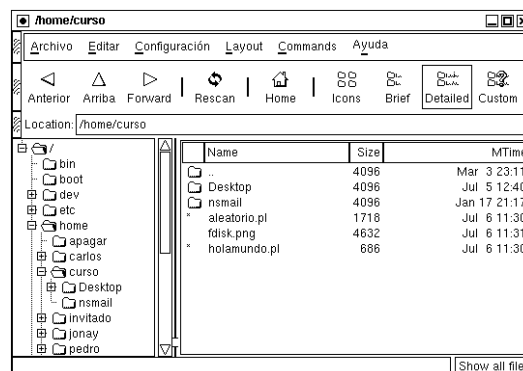 /home/curso
Archivo Editar Configuración Layout Commands Ayuda
Anterior Arriba Forward Rescan Home Icons Brief Detailed Custom
Location: /home/curso
/
bin
boot
dev
etc
home
apagar
carlos
curso
Desktop
nsmail
invitado
jonay
pedro
Name Size MTime
.. 4096 Mar 3 23:11
Desktop 4096 Jul 5 12:40
nsmail 4096 Jan 17 21:17
* aleatorio.pl 1718 Jul 6 11:30
fdisk.png 4632 Jul 6 11:31
* holamundo.pl 686 Jul 6 11:30
Show all file